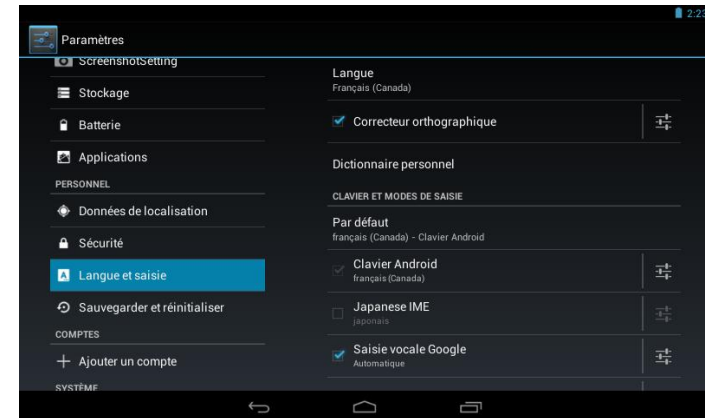 2:23
Paramètres
ScreenshotSetting
Stockage
Batterie
Applications
PERSONNEL
Données de localisation
Sécurité
Langue et saisie
Sauvegarder et réinitialiser
COMPTES
Ajouter un compte
SYSTÈME
Langue
Français (Canada)
Correcteur orthographique
Dictionnaire personnel
CLAVIER ET MODES DE SAISIE
Par défaut
français (Canada) - Clavier Android
Clavier Android
français (Canada)
Japanese IME
japonais
Saisie vocale Google
Automatique